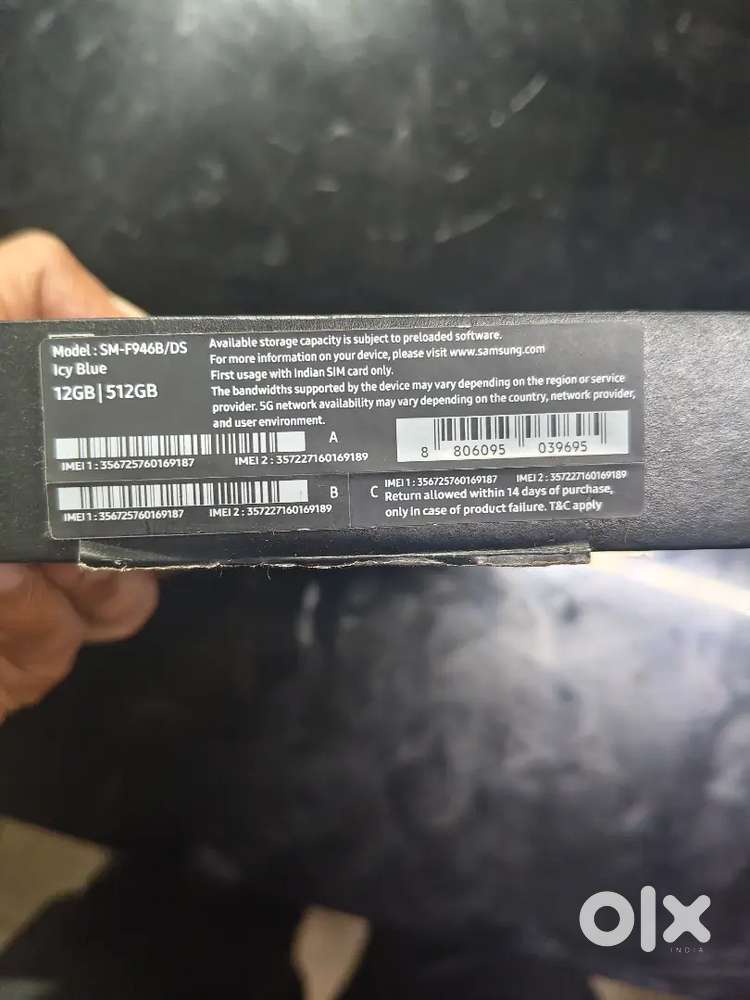 Model : SM-F946B/DS
Icy Blue
12GB | 512GB
Available storage capacity is subject to preloaded software.
For more information on your device, please visit www.samsung.com
First usage with Indian SIM card only.
The bandwidths supported by the device may vary depending on the region or service
provider. 5G network availability may vary depending on the country, network provider,
and user environment.
A
IMEI 1 : 356725760169187 IMEI 2 : 357227160169189
8 806095 039695
B
IMEI 1 : 356725760169187 IMEI 2 : 357227160169189
C
IMEI 1 : 356725760169187 IMEI 2 : 357227160169189
Return allowed within 14 days of purchase,
only in case of product failure. T&C apply
olx
INDIA